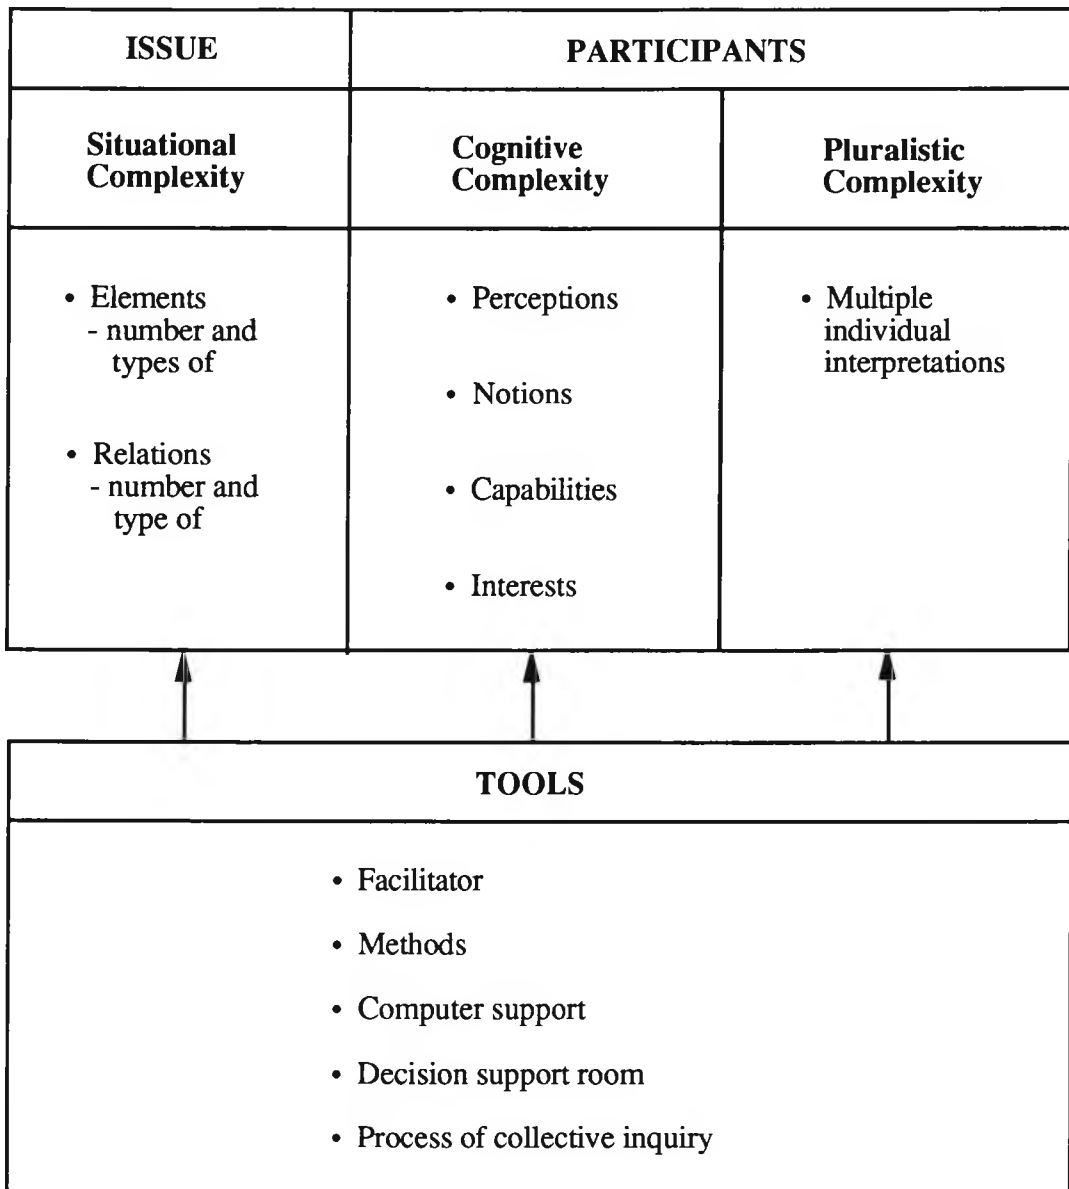 ISSUE
PARTICIPANTS
Situational
Complexity
Cognitive
Complexity
Pluralistic
Complexity
• Elements
- number and
types of
• Relations
- number and
type of
• Perceptions
• Notions
• Capabilities
• Interests
• Multiple
individual
interpretations
TOOLS
• Facilitator
• Methods
• Computer support
• Decision support room
• Process of collective inquiry